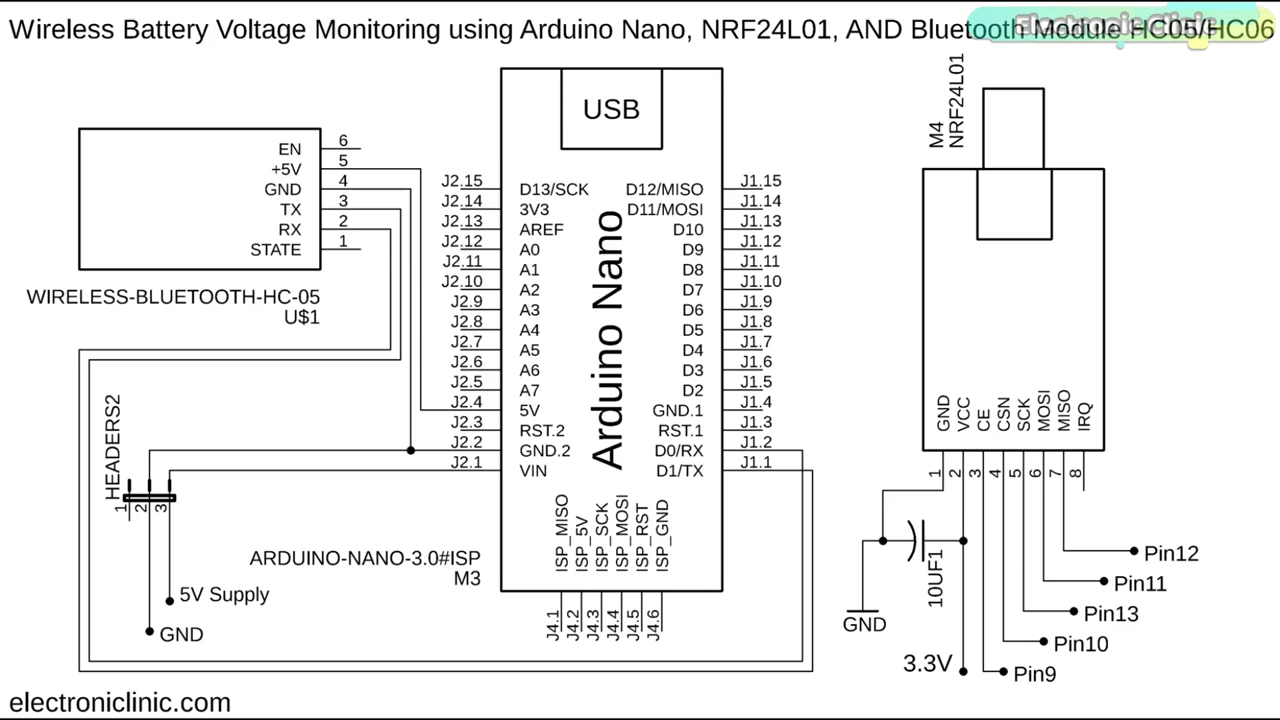 Wireless Battery Voltage Monitoring using Arduino Nano, NRF24L01, AND Bluetooth Module HC05/HC06
Electronic Clinic
USB
M4
NRF24L01
EN 6
+5V 5
GND 4
TX 3
RX 2
STATE 1
WIRELESS-BLUETOOTH-HC-05
U$1
J2.15 D13/SCK D12/MISO J1.15
J2.14 3V3 D11/MOSI J1.14
J2.13 AREF D10 J1.13
J2.12 A0 D9 J1.12
J2.11 A1 D8 J1.11
J2.10 A2 D7 J1.10
J2.9 A3 D6 J1.9
J2.8 A4 D5 J1.8
J2.7 A5 D4 J1.7
J2.6 A6 D3 J1.6
J2.5 A7 D2 J1.5
J2.4 5V GND.1 J1.4
J2.3 RST.2 RST.1 J1.3
J2.2 GND.2 D0/RX J1.2
J2.1 VIN D1/TX J1.1
Arduino Nano
ISP_MISO ISP_5V ISP_SCK ISP_MOSI ISP_RST ISP_GND
J4.1 J4.2 J4.3 J4.4 J4.5 J4.6
ARDUINO-NANO-3.0#ISP
M3
HEADERS2
1 2 3
5V Supply
GND
GND VCC CE CSN SCK MOSI MISO IRQ
1 2 3 4 5 6 7 8
10UF1
GND
3.3V
Pin12
Pin11
Pin13
Pin10
Pin9
electroniclinic.com